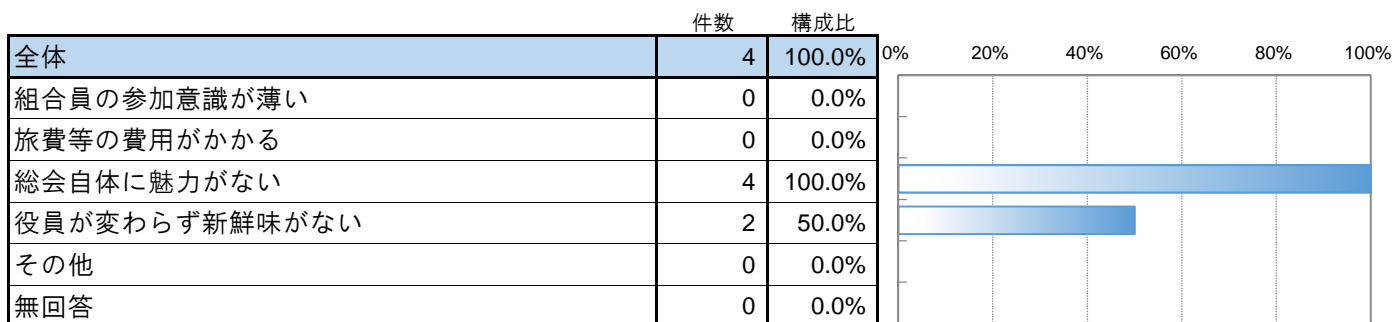 件数 構成比
全体 4 100.0%
0% 20% 40% 60% 80% 100%
組合員の参加意識が薄い 0 0.0%
旅費等の費用がかかる 0 0.0%
総会自体に魅力がない 4 100.0%
役員が変わらず新鮮味がない 2 50.0%
その他 0 0.0%
無回答 0 0.0%